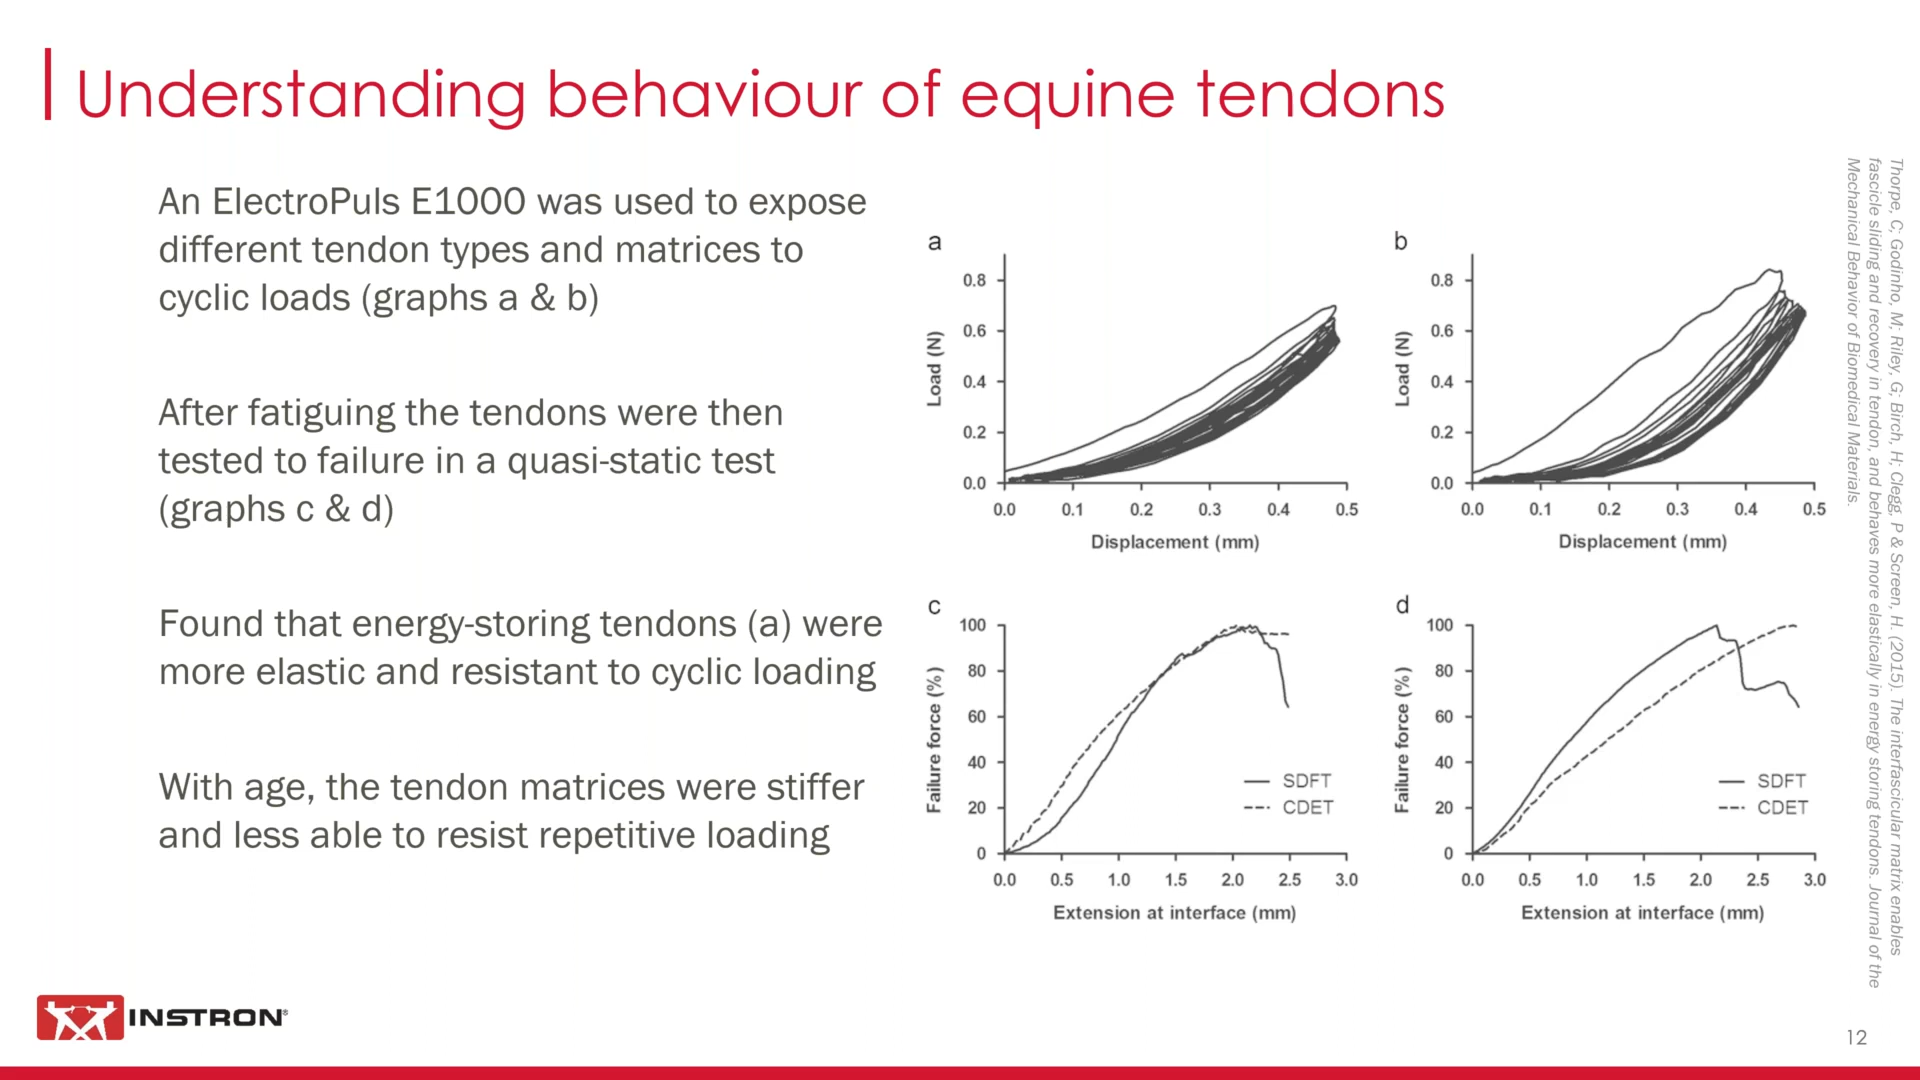 Understanding behaviour of equine tendons
An ElectroPuls E1000 was used to expose
different tendon types and matrices to
cyclic loads (graphs a & b)
After fatiguing the tendons were then
tested to failure in a quasi-static test
(graphs c & d)
Found that energy-storing tendons (a) were
more elastic and resistant to cyclic loading
With age, the tendon matrices were stiffer
and less able to resist repetitive loading
a
Load (N)
0.8
0.6
0.4
0.2
0.0
0.0 0.1 0.2 0.3 0.4 0.5
Displacement (mm)
b
Load (N)
0.8
0.6
0.4
0.2
0.0
0.0 0.1 0.2 0.3 0.4 0.5
Displacement (mm)
c
Failure force (%)
100
80
60
40
20
0
SDFT
CDET
0.0 0.5 1.0 1.5 2.0 2.5 3.0
Extension at interface (mm)
d
Failure force (%)
100
80
60
40
20
0
SDFT
CDET
0.0 0.5 1.0 1.5 2.0 2.5 3.0
Extension at interface (mm)
Thorpe, C; Godinho, M; Riley, G; Birch, H; Clegg, P & Screen, H. (2015). The interfascicular matrix enables
fascicle sliding and recovery in tendon, and behaves more elastically in energy storing tendons. Journal of the
Mechanical Behavior of Biomedical Materials.
INSTRON®
12